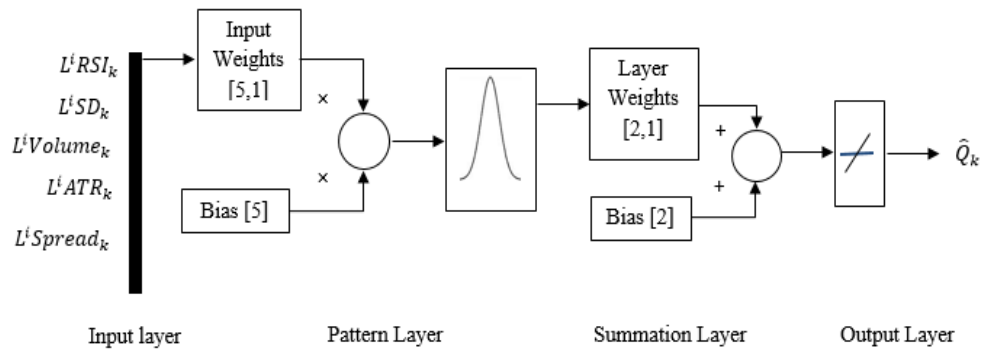 LⁱRSIₖ
LⁱSDₖ
LⁱVolumeₖ
LⁱATRₖ
LⁱSpreadₖ
Input
Weights
[5,1]
×
×
Bias [5]
Layer
Weights
[2,1]
+
+
Bias [2]
Q̂ₖ
Input layer
Pattern Layer
Summation Layer
Output Layer